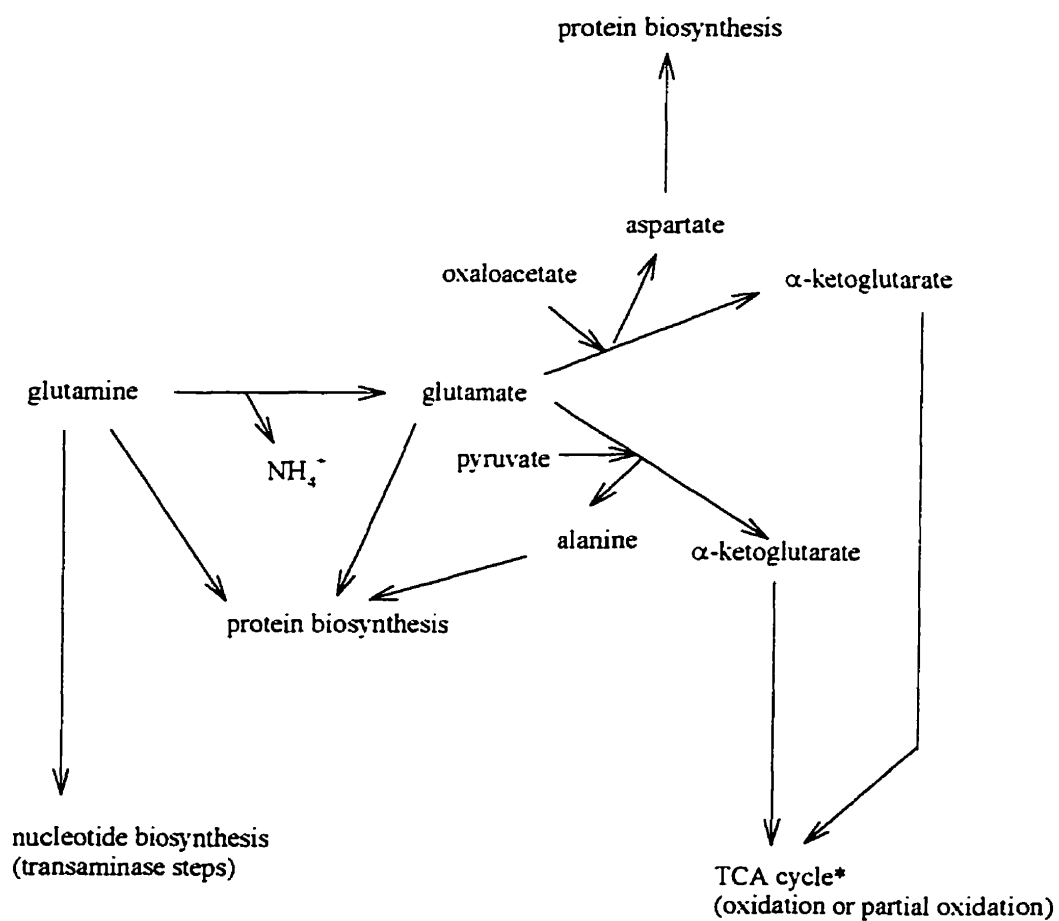 protein biosynthesis
aspartate
oxaloacetate
α-ketoglutarate
glutamine
glutamate
NH₄⁺
pyruvate
alanine
α-ketoglutarate
protein biosynthesis
nucleotide biosynthesis
(transaminase steps)
TCA cycle*
(oxidation or partial oxidation)